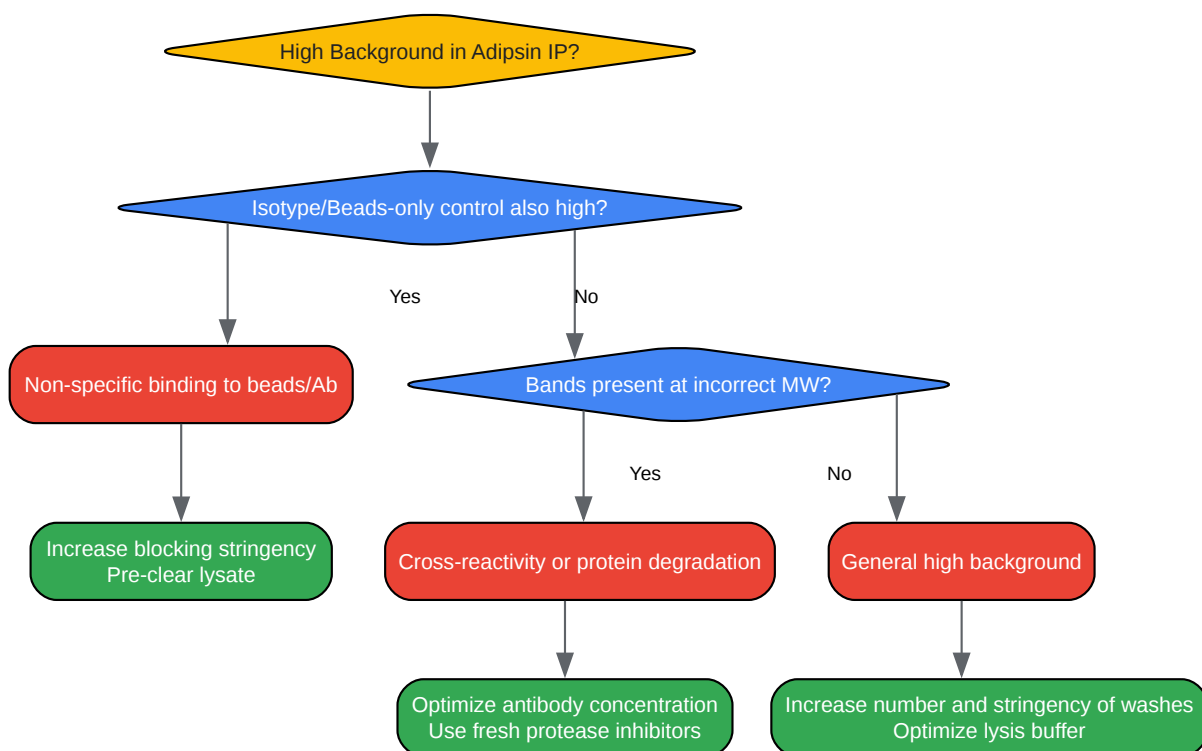 High Background in Adipsin IP?
Isotype/Beads-only control also high?
Yes
No
Non-specific binding to beads/Ab
Bands present at incorrect MW?
Yes
No
Increase blocking stringency
Pre-clear lysate
Cross-reactivity or protein degradation
General high background
Optimize antibody concentration
Use fresh protease inhibitors
Increase number and stringency of washes
Optimize lysis buffer